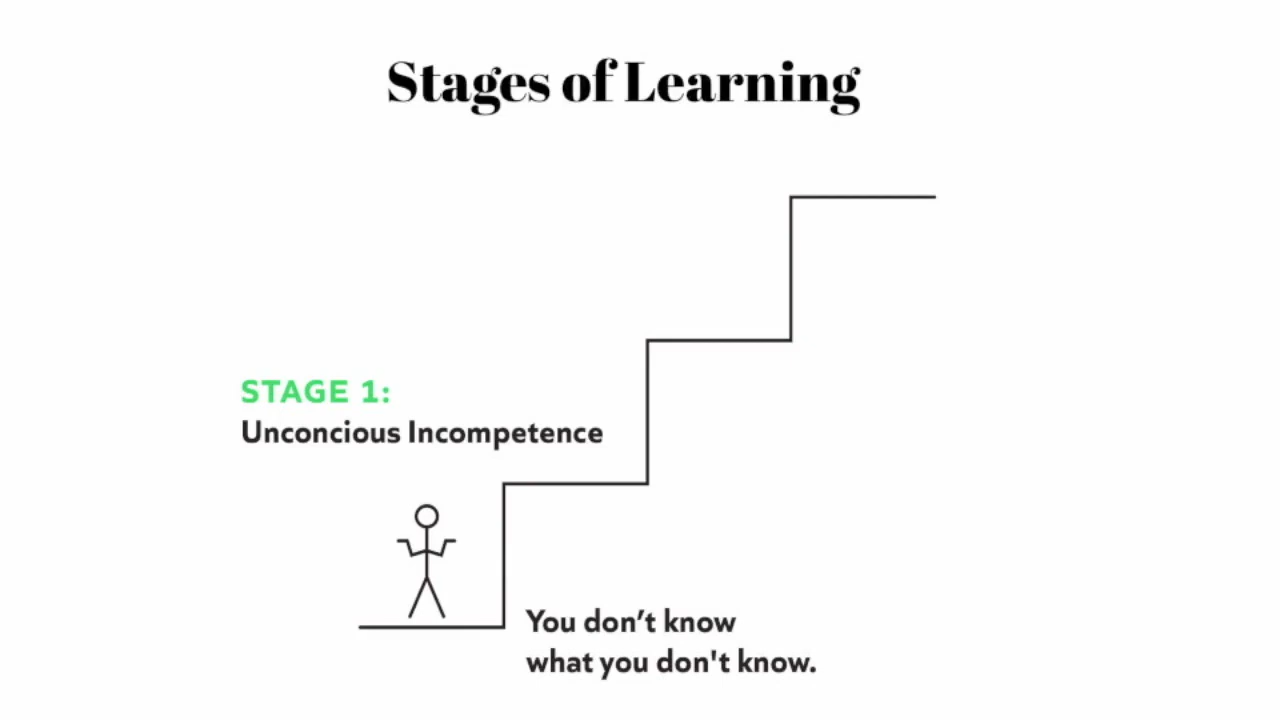 Stages of Learning
STAGE 1:
Unconcious Incompetence
You don’t know
what you don't know.